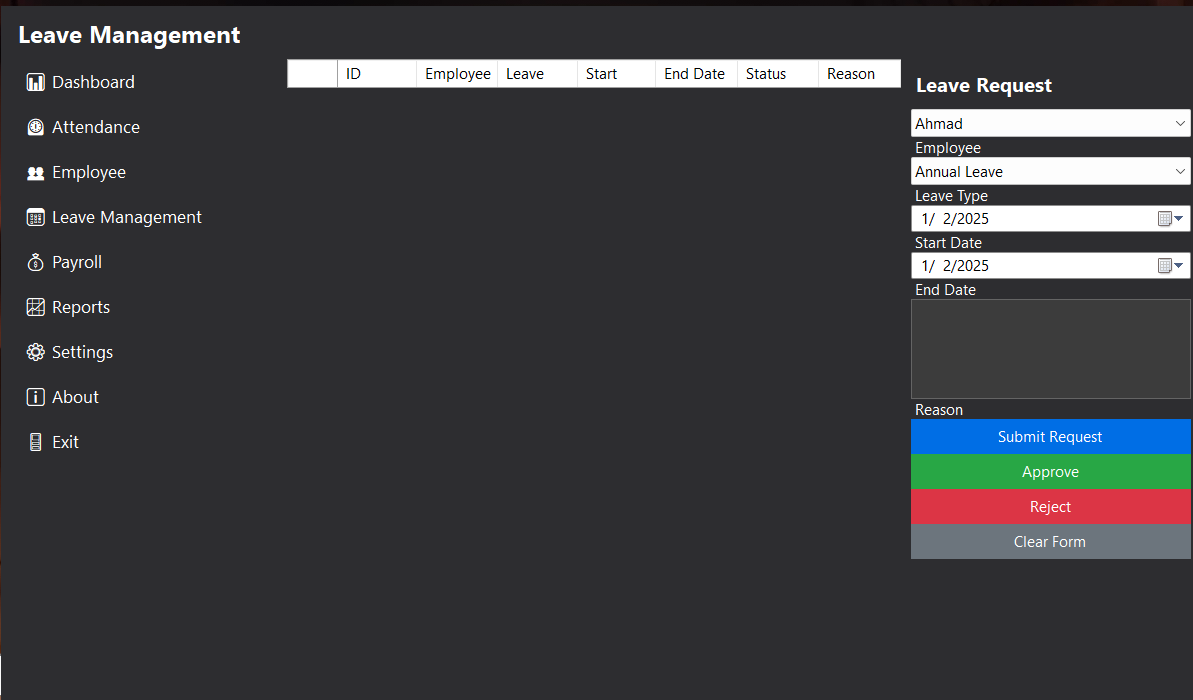 Leave Management
Dashboard
Attendance
Employee
Leave Management
Payroll
Reports
Settings
About
Exit
ID Employee Leave Start End Date Status Reason
Leave Request
Ahmad
Employee
Annual Leave
Leave Type
1/ 2/2025
Start Date
1/ 2/2025
End Date
Reason
Submit Request
Approve
Reject
Clear Form